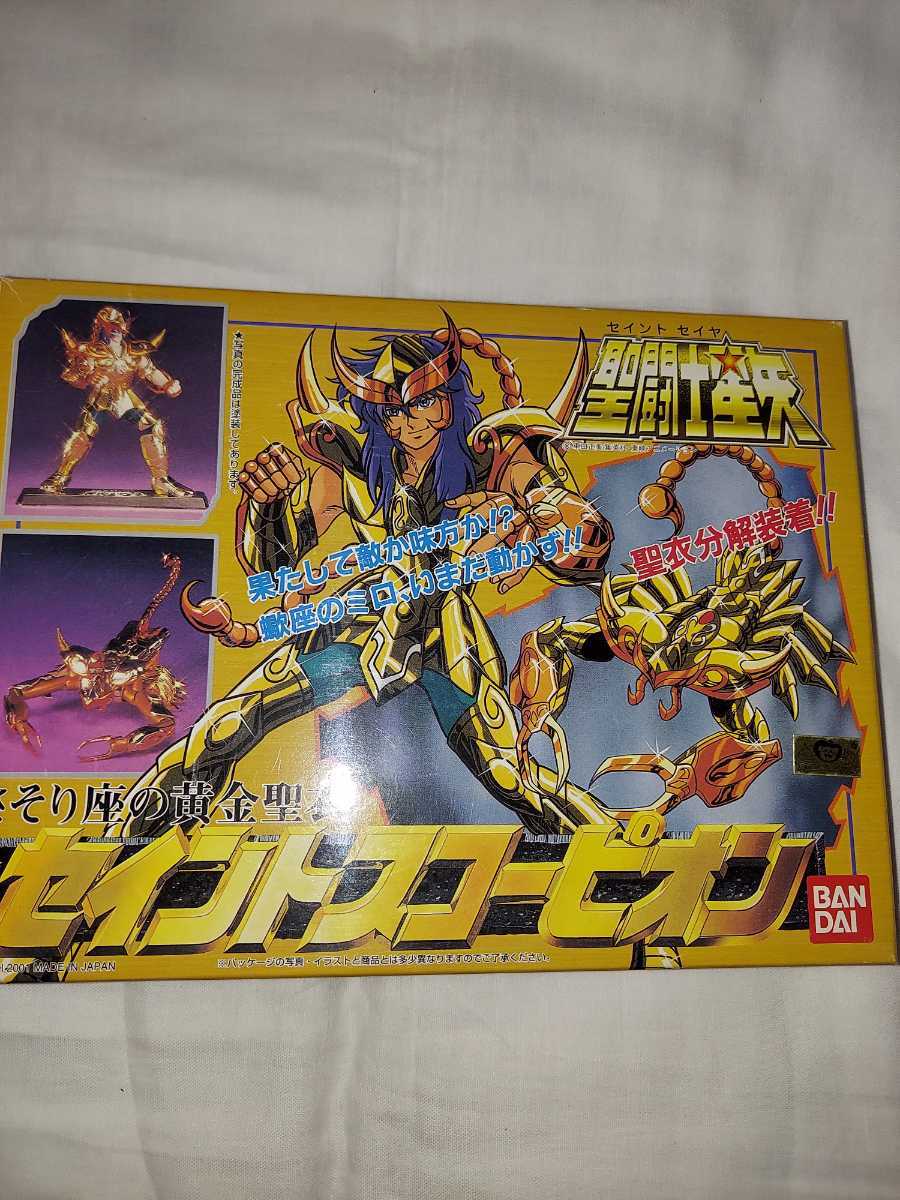 セイント セイヤ
聖闘士星矢
★写真の完成品は塗装してあります。
果たして敵か味方か!?
蠍座のミロ、いまだ動かず!!
聖衣分解装着!!
さそり座の黄金聖衣
セイントスコーピオン
BAN
DAI
2001 MADE IN JAPAN
※パッケージの写真・イラストと商品とは多少異なりますのでご了承ください。